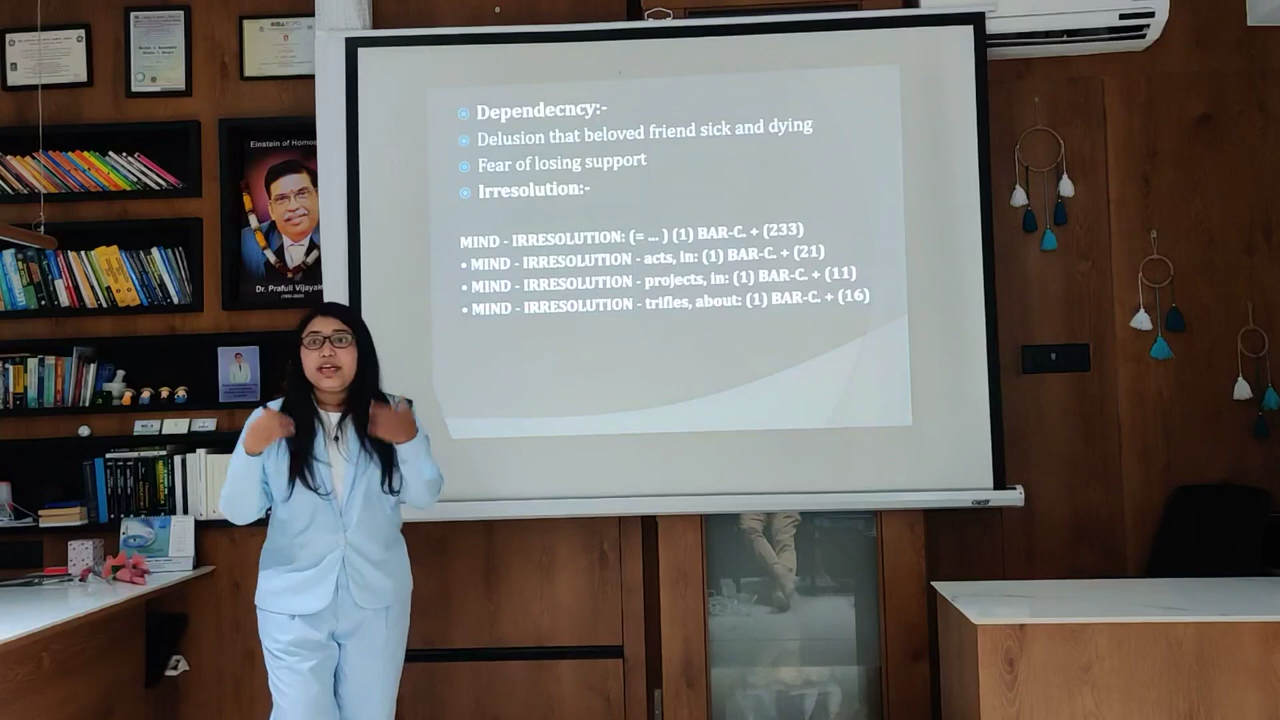 Einstein of Homoe
Dr. Prafull Vijayak
Dependecncy:-
Delusion that beloved friend sick and dying
Fear of losing support
Irresolution:-
MIND - IRRESOLUTION: (= ... ) (1) BAR-C. + (233)
• MIND - IRRESOLUTION - acts, in: (1) BAR-C. + (21)
• MIND - IRRESOLUTION - projects, in: (1) BAR-C. + (11)
• MIND - IRRESOLUTION - trifles, about: (1) BAR-C. + (16)